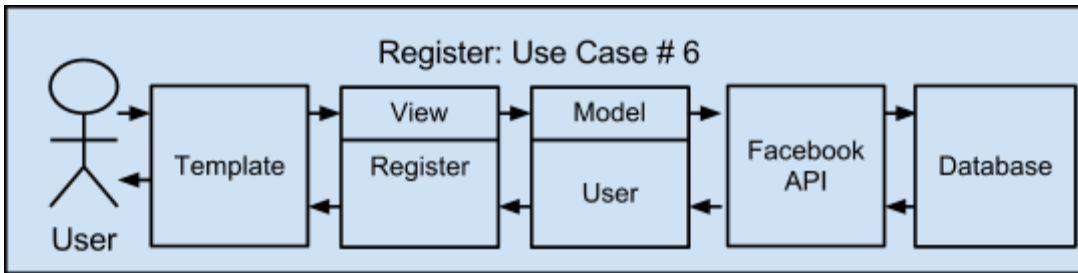 Register: Use Case # 6
User
Template
View
Register
Model
User
Facebook
API
Database